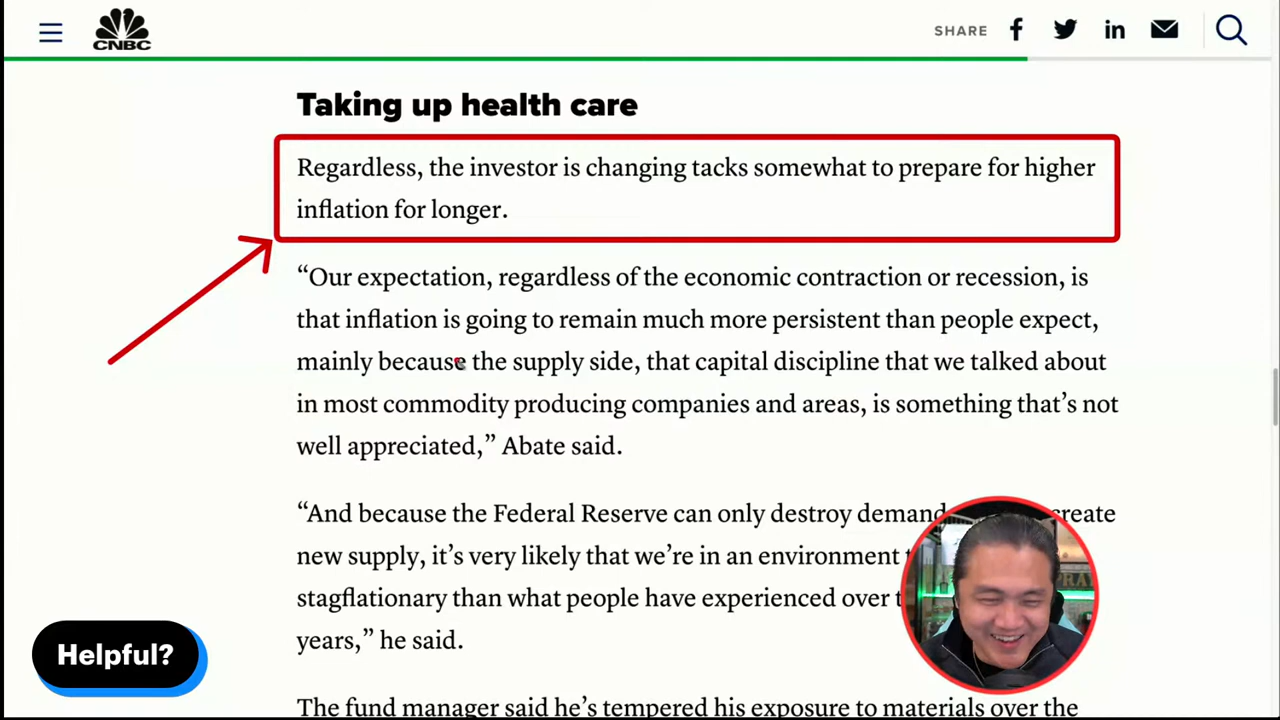 CNBC
SHARE
Taking up health care
Regardless, the investor is changing tacks somewhat to prepare for higher
inflation for longer.
“Our expectation, regardless of the economic contraction or recession, is
that inflation is going to remain much more persistent than people expect,
mainly because the supply side, that capital discipline that we talked about
in most commodity producing companies and areas, is something that’s not
well appreciated,” Abate said.
“And because the Federal Reserve can only destroy demand create
new supply, it’s very likely that we’re in an environment
stagflationary than what people have experienced over
years,” he said.
The fund manager said he’s tempered his exposure to materials over the
Helpful?